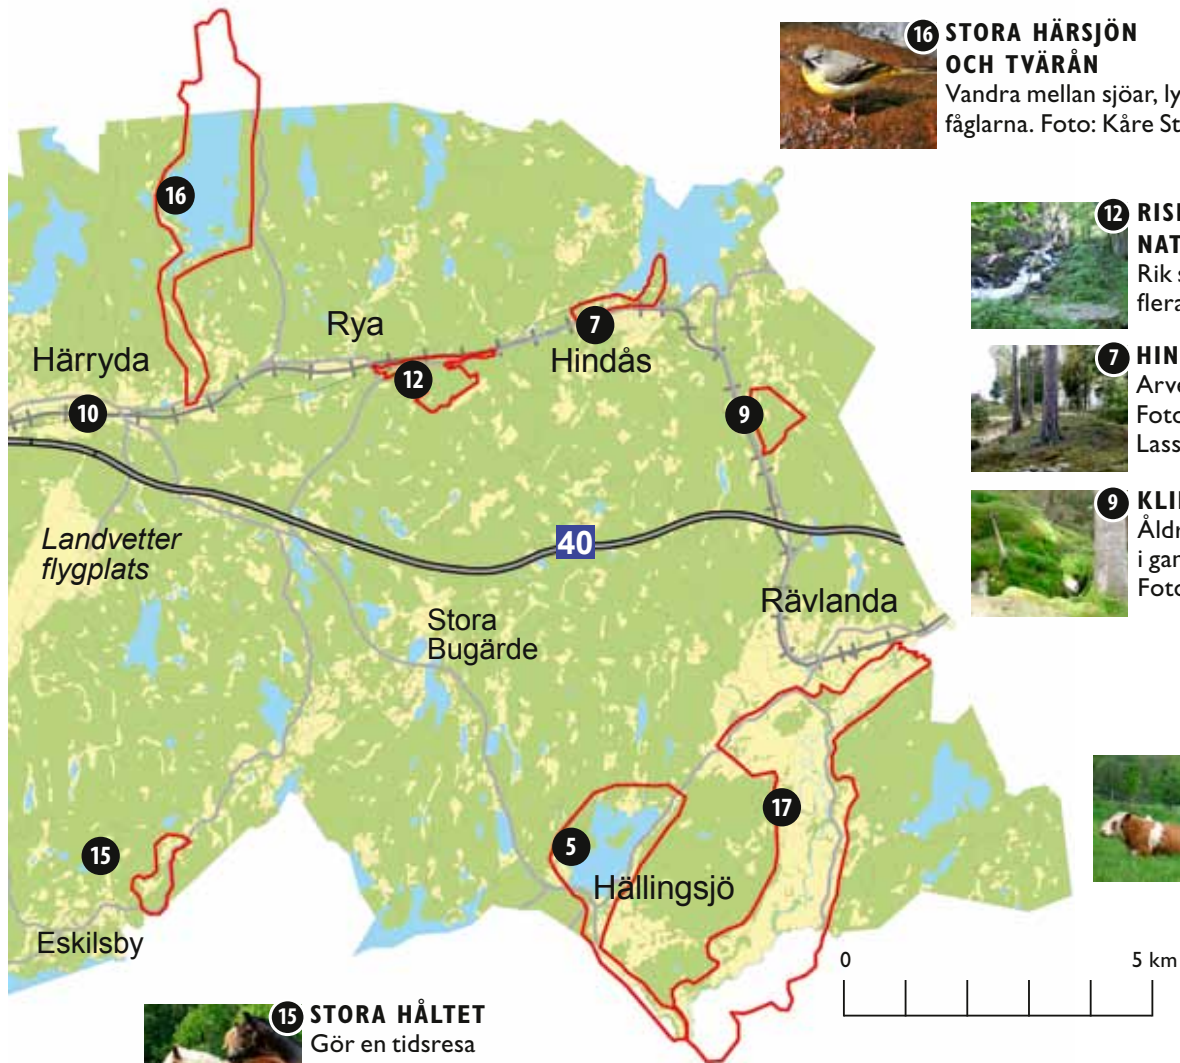 16 STORA HÄRSJÖN
OCH TVÄRÅN
Vandra mellan sjöar, ly
fåglarna. Foto: Kåre St
16
12 RIS
NAT
Rik s
flera
Rya
7
Hindås
Härryda
12
10
9
7 HIN
Arve
Foto
Lass
Landvetter
flygplats
40
9 KLI
Åldr
i gam
Foto
Rävlanda
Stora
Bugärde
17
15
5
Hällingsjö
Eskilsby
0 5 km
15 STORA HÅLTET
Gör en tidsresa